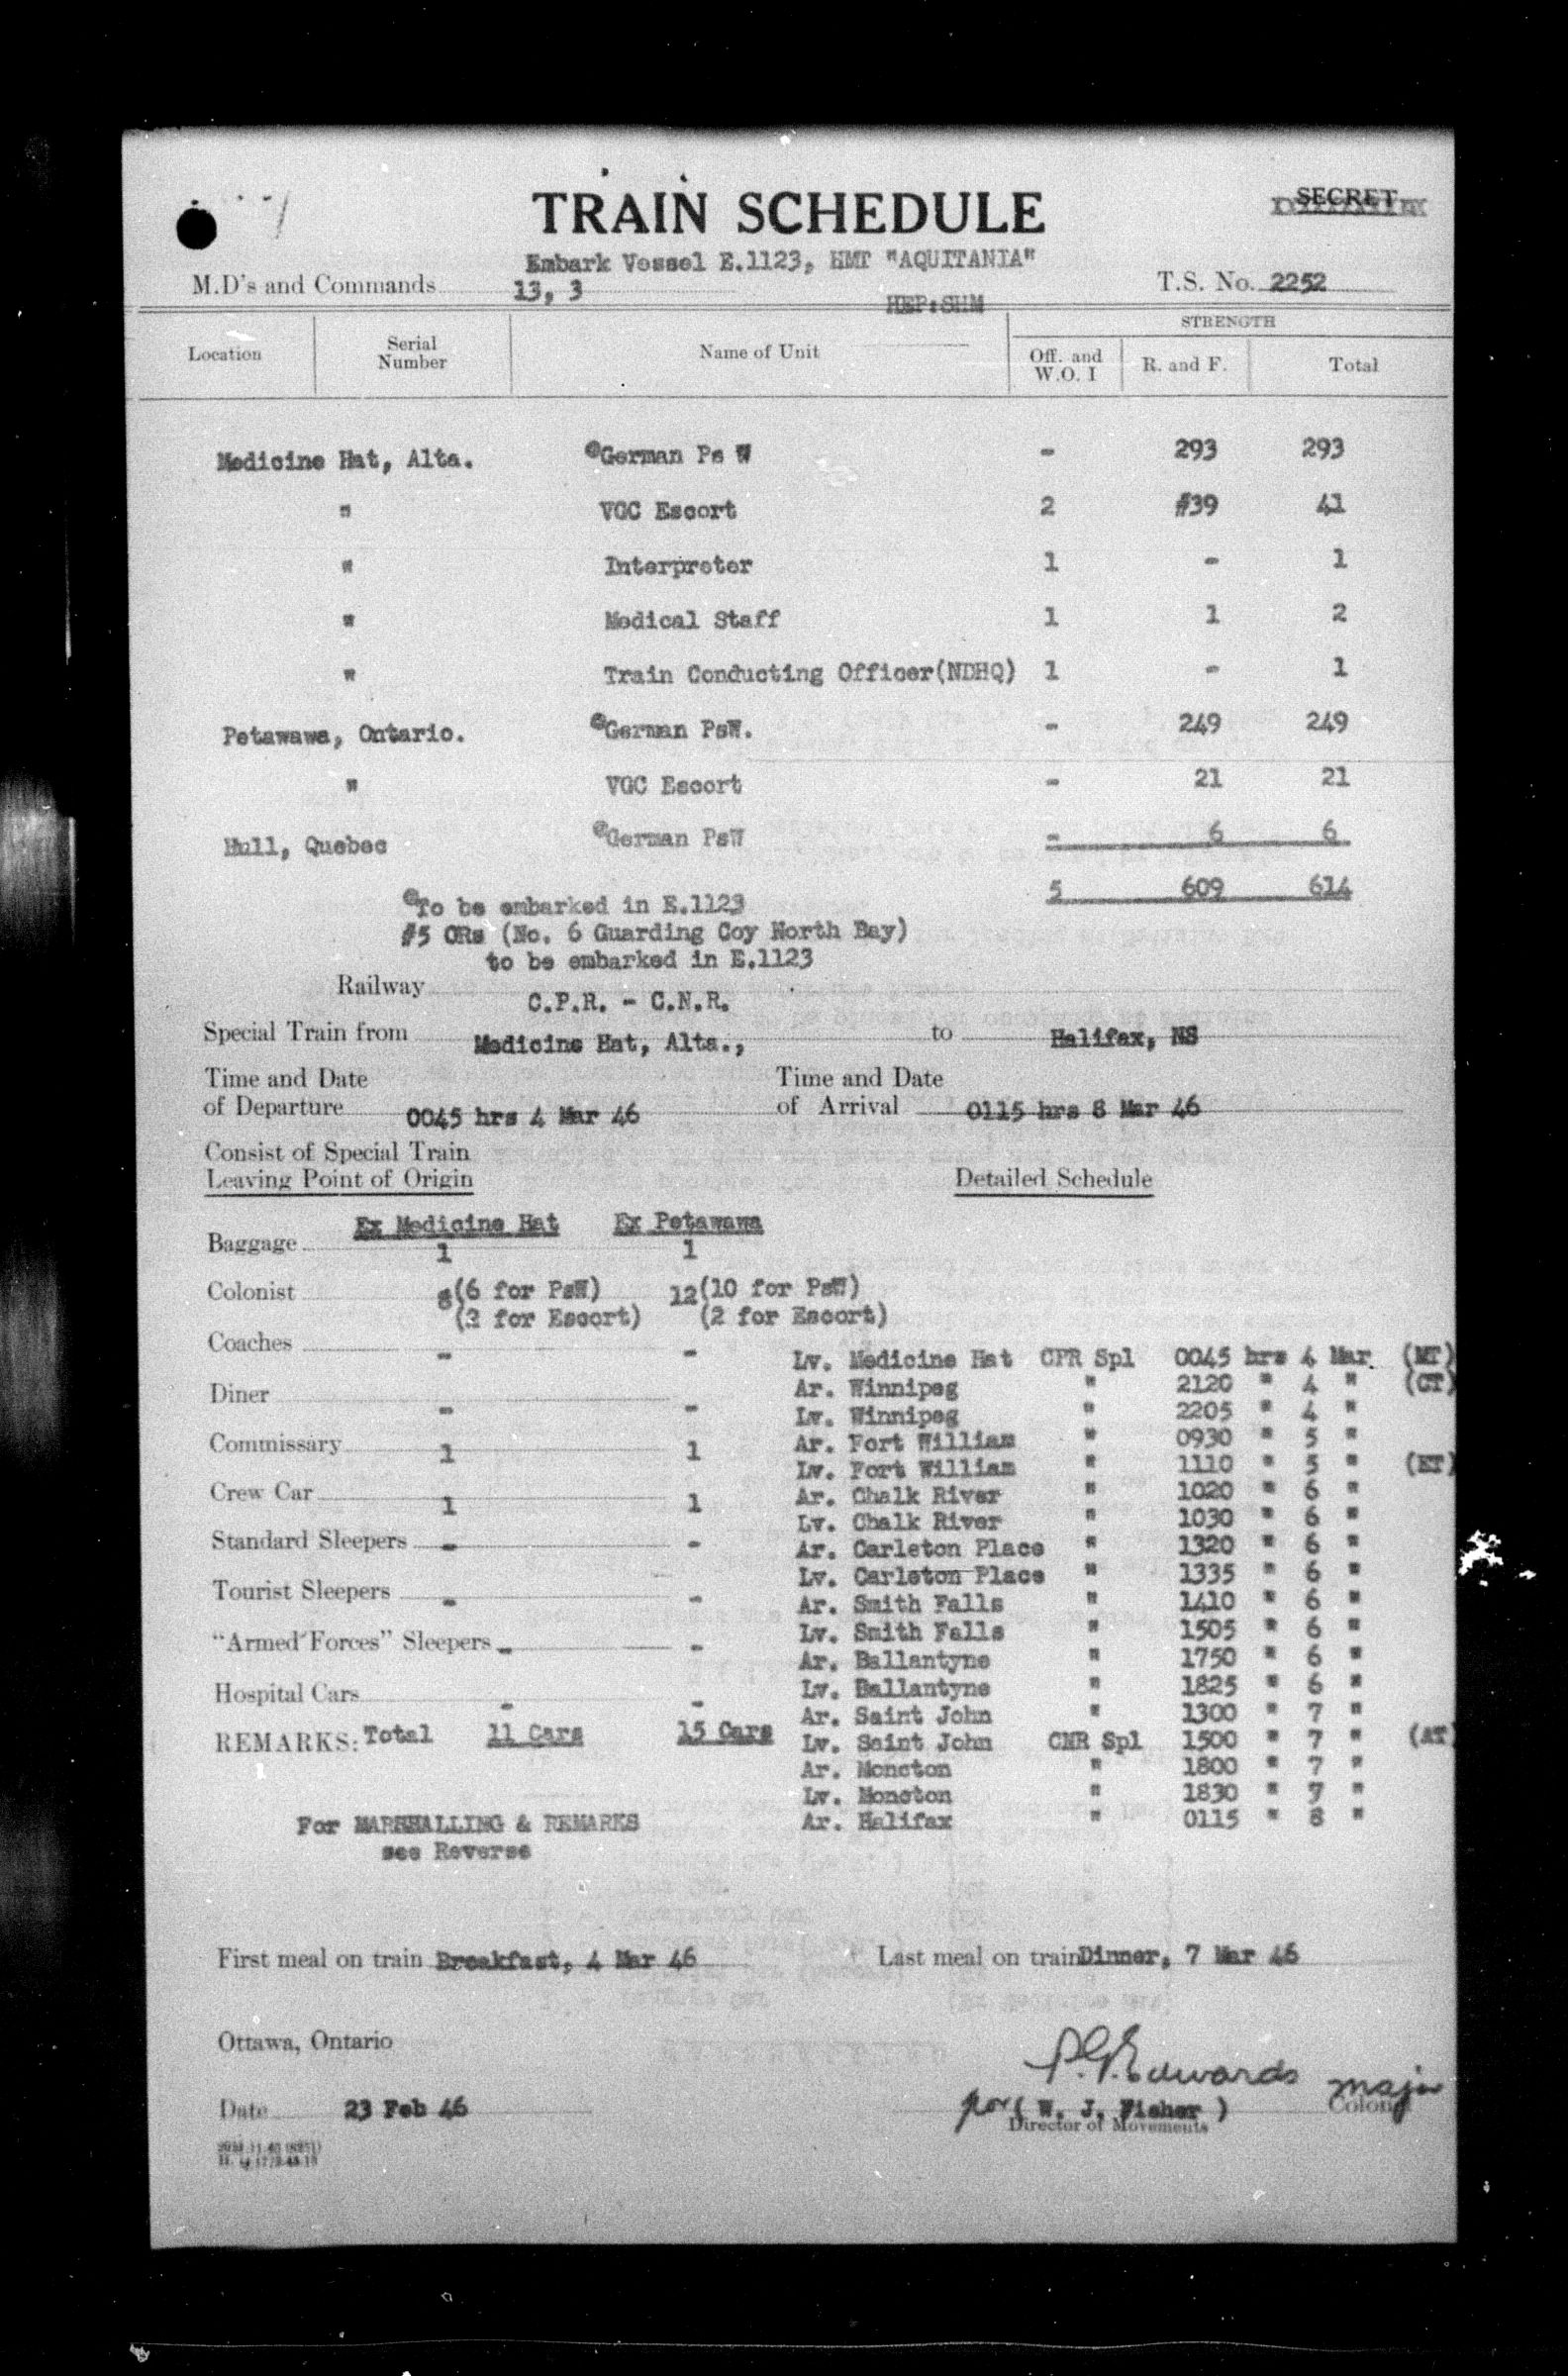 TRAIN SCHEDULE
SECRET
Embark Vessel E.1123, HMT "AQUITANIA"
M.D's and Commands 13, 3 T.S. No. 2252
HEP:SHM
STRENGTH
Location Serial Number Name of Unit Off. and W.O. I R. and F. Total
Medicine Hat, Alta. @German Ps W - 293 293
" VGC Escort 2 #39 41
" Interpreter 1 - 1
" Medical Staff 1 1 2
" Train Conducting Officer(NDHQ) 1 - 1
Petawawa, Ontario. @German PsW. - 249 249
" VGC Escort - 21 21
Hull, Quebec @German PsW - 6 6
5 609 614
@To be embarked in E.1123
#5 ORs (No. 6 Guarding Coy North Bay)
to be embarked in E.1123
Railway C.P.R. - C.N.R.
Special Train from Medicine Hat, Alta., to Halifax, NS
Time and Date of Departure 0045 hrs 4 Mar 46 Time and Date of Arrival 0115 hrs 8 Mar 46
Consist of Special Train
Leaving Point of Origin Detailed Schedule
Ex Medicine Hat Ex Petawawa
Baggage 1 1
Colonist 8(6 for PsW) 12(10 for PsW)
(2 for Escort) (2 for Escort)
Coaches - -
Diner - -
Commissary 1 1
Crew Car 1 1
Standard Sleepers - -
Tourist Sleepers - -
"Armed Forces" Sleepers - -
Hospital Cars - -
REMARKS: Total 11 Cars 15 Cars
For MARSHALLING & REMARKS
see Reverse
Lv. Medicine Hat CPR Spl 0045 hrs 4 Mar. (MT)
Ar. Winnipeg " 2120 " 4 " (CT)
Lv. Winnipeg " 2205 " 4 "
Ar. Fort William " 0930 " 5 "
Lv. Fort William " 1110 " 5 " (ET)
Ar. Chalk River " 1020 " 6 "
Lv. Chalk River " 1030 " 6 "
Ar. Carleton Place " 1320 " 6 "
Lv. Carleton Place " 1335 " 6 "
Ar. Smith Falls " 1410 " 6 "
Lv. Smith Falls " 1505 " 6 "
Ar. Ballantyne " 1750 " 6 "
Lv. Ballantyne " 1825 " 6 "
Ar. Saint John " 1300 " 7 "
Lv. Saint John CNR Spl 1500 " 7 " (AT)
Ar. Moncton " 1800 " 7 "
Lv. Moncton " 1830 " 7 "
Ar. Halifax " 0115 " 8 "
First meal on train Breakfast, 4 Mar 46 Last meal on train Dinner, 7 Mar 46
Ottawa, Ontario
P.G. Edwards Major
Date 23 Feb 46 for( W. J. Fisher ) Colonel
Director of Movements